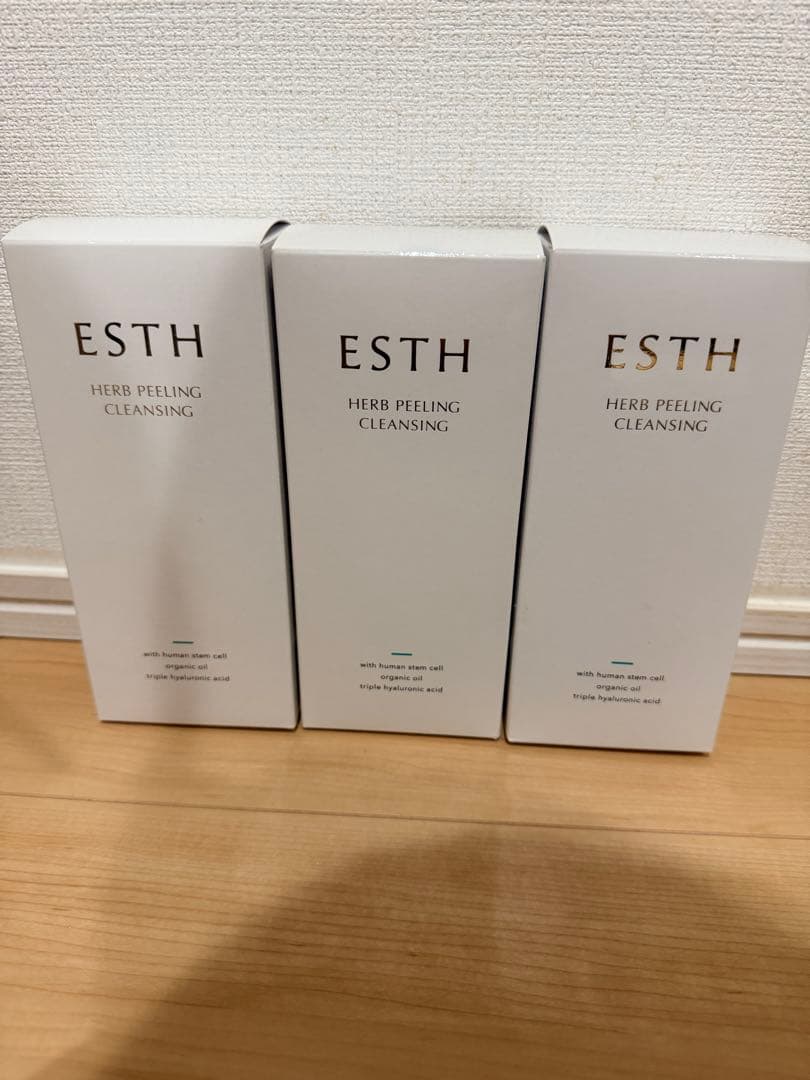 ESTH
HERB PEELING
CLEANSING
with human stem cell
organic oil
triple hyaluronic acid
ESTH
HERB PEELING
CLEANSING
with human stem cell
organic oil
triple hyaluronic acid
ESTH
HERB PEELING
CLEANSING
with human stem cell
organic oil
triple hyaluronic acid